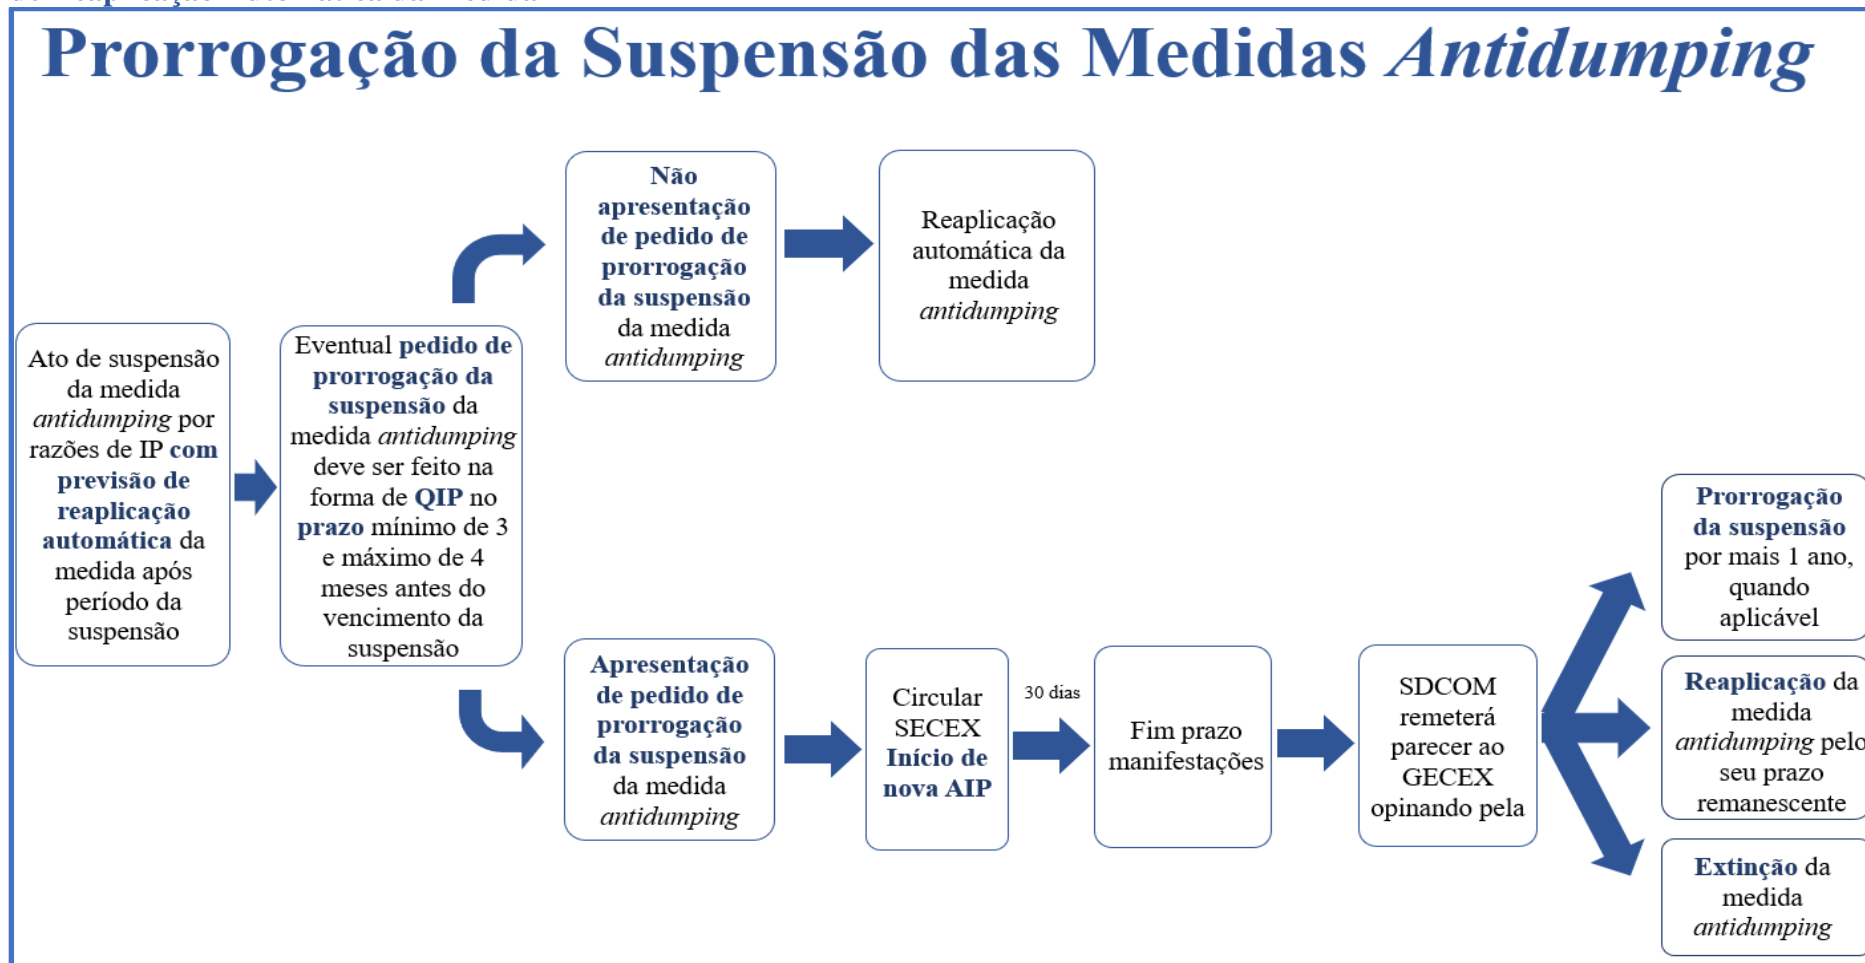 de Reaplicação Automática da Medida
Prorrogação da Suspensão das Medidas Antidumping
Ato de suspensão
da medida
antidumping por
razões de IP com
previsão de
reaplicação
automática da
medida após
período da
suspensão
Eventual pedido de
prorrogação da
suspensão da
medida antidumping
deve ser feito na
forma de QIP no
prazo mínimo de 3
e máximo de 4
meses antes do
vencimento da
suspensão
Não
apresentação
de pedido de
prorrogação
da suspensão
da medida
antidumping
Reaplicação
automática da
medida
antidumping
Apresentação
de pedido de
prorrogação
da suspensão
da medida
antidumping
Circular
SECEX
Início de
nova AIP
30 dias
Fim prazo
manifestações
SDCOM
remeterá
parecer ao
GECEX
opinando pela
Prorrogação
da suspensão
por mais 1 ano,
quando
aplicável
Reaplicação da
medida
antidumping pelo
seu prazo
remanescente
Extinção da
medida
antidumping